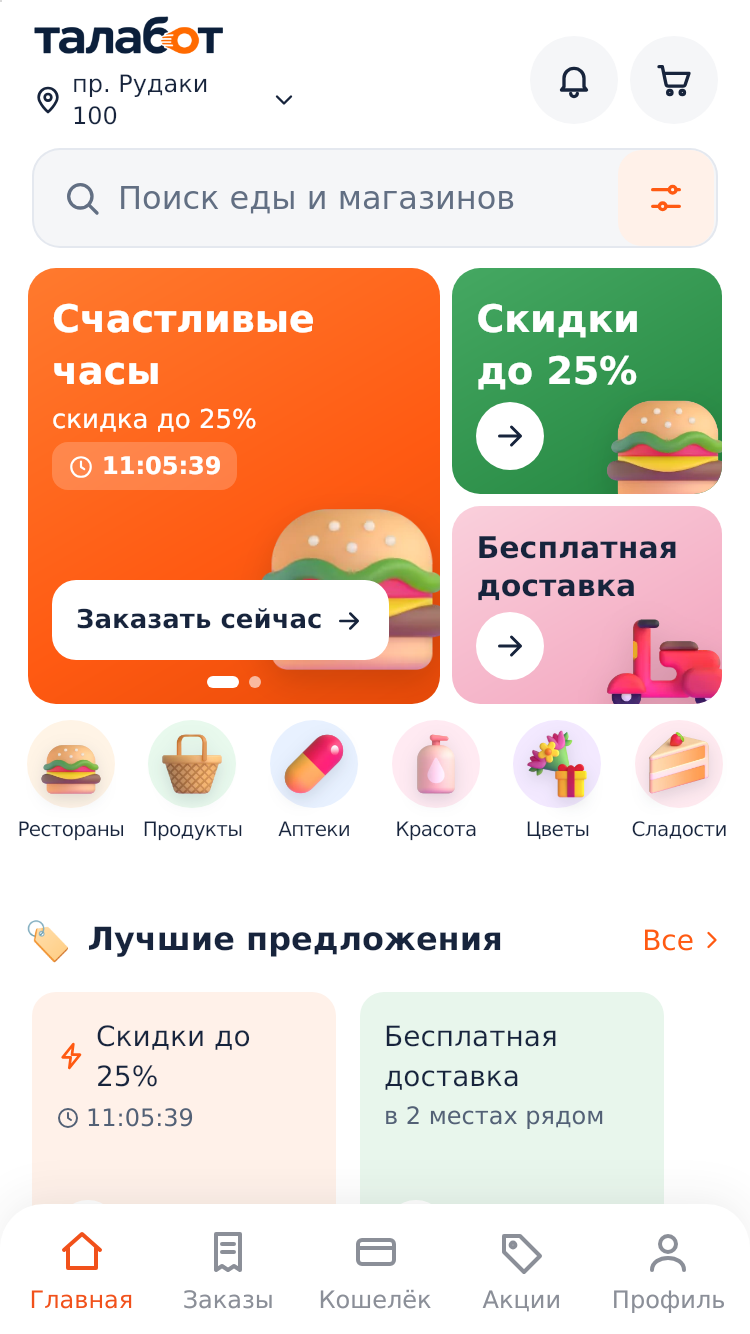 талабот
пр. Рудаки
100
Поиск еды и магазинов
Счастливые
часы
скидка до 25%
11:05:39
Заказать сейчас
Скидки
до 25%
Бесплатная
доставка
Рестораны
Продукты
Аптеки
Красота
Цветы
Сладости
Лучшие предложения
Все
Скидки до
25%
11:05:39
Бесплатная
доставка
в 2 местах рядом
Главная
Заказы
Кошелёк
Акции
Профиль